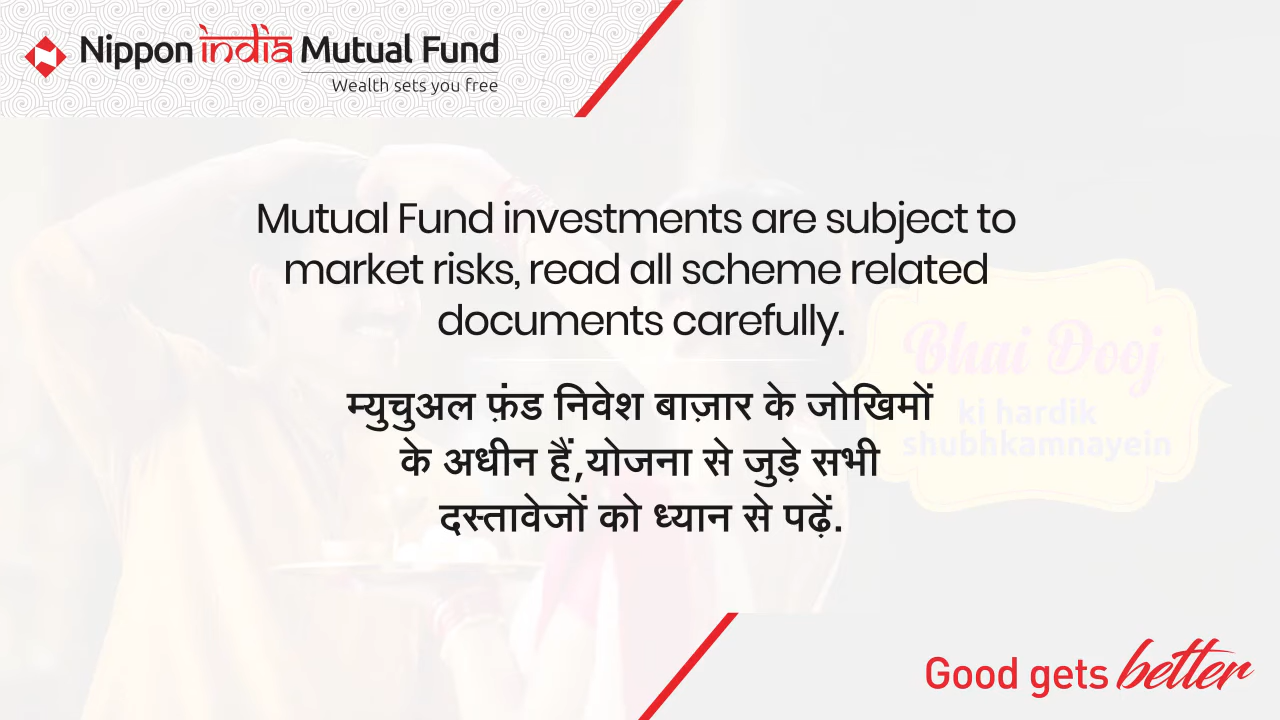 Nippon india Mutual Fund
Wealth sets you free
Mutual Fund investments are subject to
market risks, read all scheme related
documents carefully.
म्युचुअल फ़ंड निवेश बाज़ार के जोखिमों
के अधीन हैं,योजना से जुड़े सभी
दस्तावेजों को ध्यान से पढ़ें.
Bhai Dooj
ki hardik
shubhkamnayein
Good gets better